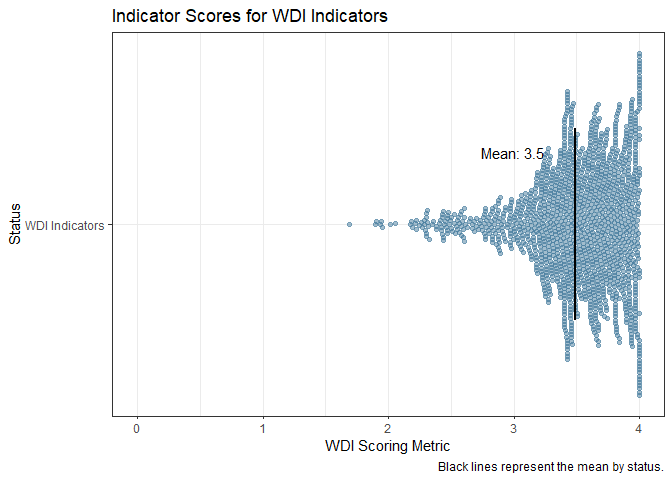 Indicator Scores for WDI Indicators
Mean: 3.5
Status
WDI Indicators
0 1 2 3 4
WDI Scoring Metric
Black lines represent the mean by status.